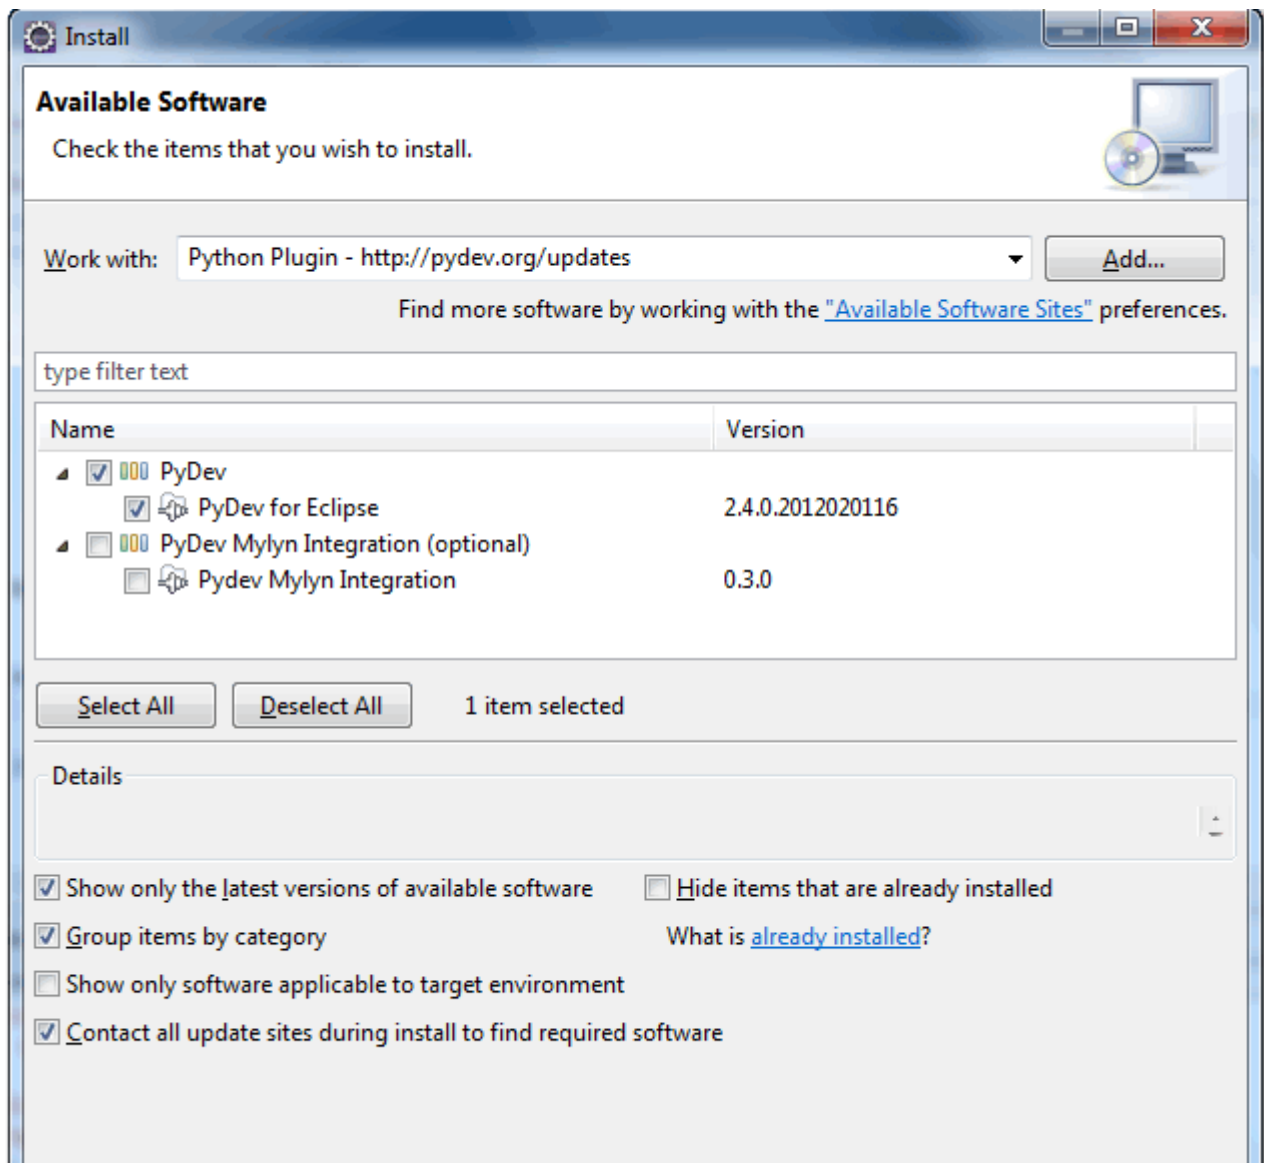 Install
Available Software
Check the items that you wish to install.
Work with: Python Plugin - http://pydev.org/updates Add...
Find more software by working with the "Available Software Sites" preferences.
type filter text
Name Version
PyDev
PyDev for Eclipse 2.4.0.2012020116
PyDev Mylyn Integration (optional)
Pydev Mylyn Integration 0.3.0
Select All Deselect All 1 item selected
Details
Show only the latest versions of available software Hide items that are already installed
Group items by category What is already installed?
Show only software applicable to target environment
Contact all update sites during install to find required software